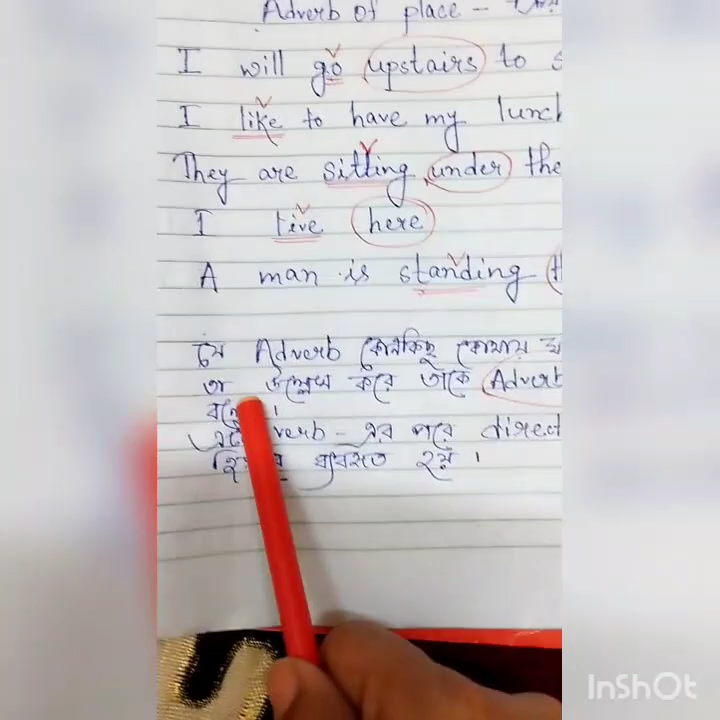 Adverb of place -
I will go upstairs to s
I like to have my lunch
They are sitting under the
I live here
A man is standing
যে Adverb কোনকিছু কোথায়
তা উল্লেখ করে তাকে Adverb
বলে।
verb - এর পরে direct
ব্যবহৃত হয়।
InShOt